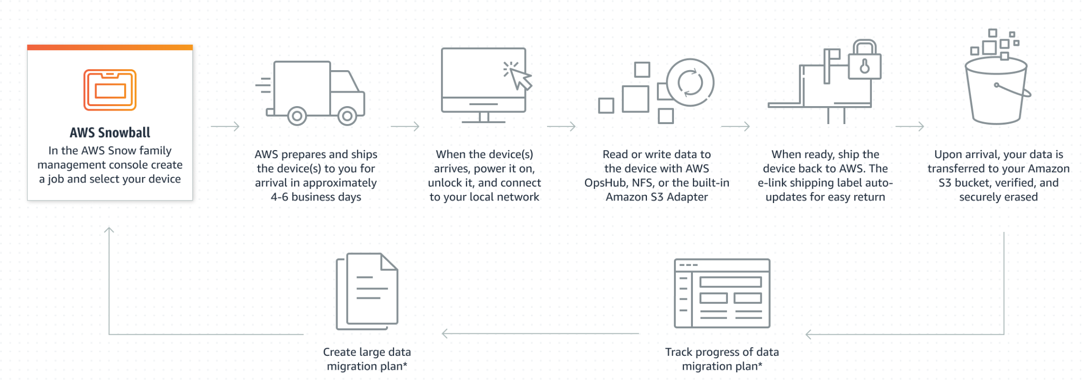 AWS Snowball
In the AWS Snow family
management console create
a job and select your device
AWS prepares and ships
the device(s) to you for
arrival in approximately
4-6 business days
When the device(s)
arrives, power it on,
unlock it, and connect
to your local network
Read or write data to
the device with AWS
OpsHub, NFS, or the built-in
Amazon S3 Adapter
When ready, ship the
device back to AWS. The
e-link shipping label auto-
updates for easy return
Upon arrival, your data is
transferred to your Amazon
S3 bucket, verified, and
securely erased
Create large data
migration plan*
Track progress of data
migration plan*